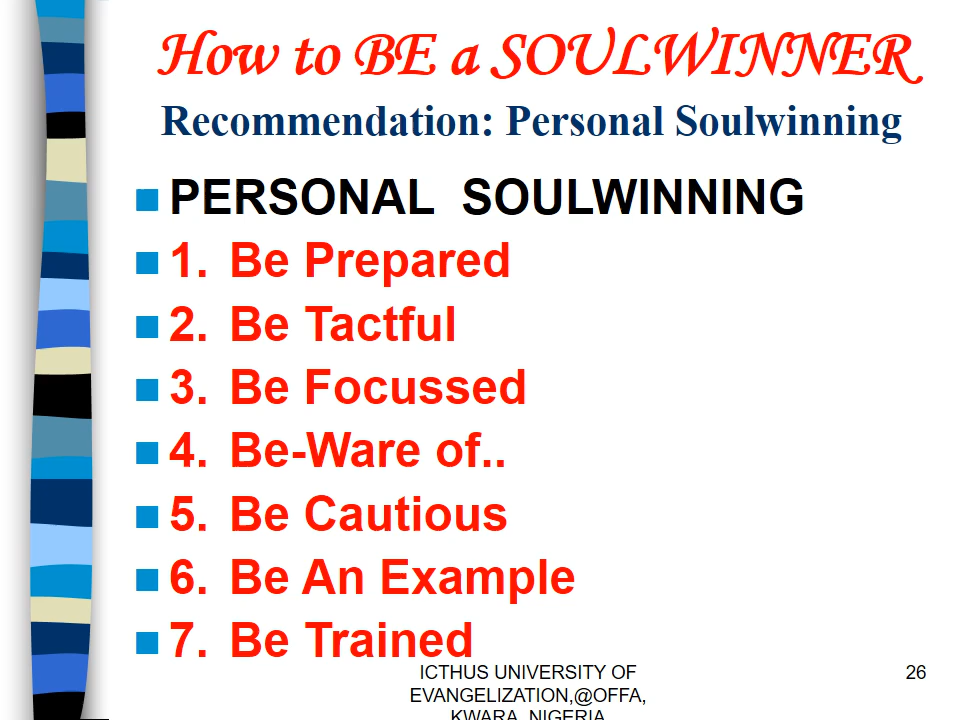 How to BE a SOULWINNER
Recommendation: Personal Soulwinning
PERSONAL SOULWINNING
1. Be Prepared
2. Be Tactful
3. Be Focussed
4. Be-Ware of..
5. Be Cautious
6. Be An Example
7. Be Trained
ICTHUS UNIVERSITY OF
EVANGELIZATION,@OFFA,
KWARA, NIGERIA
26